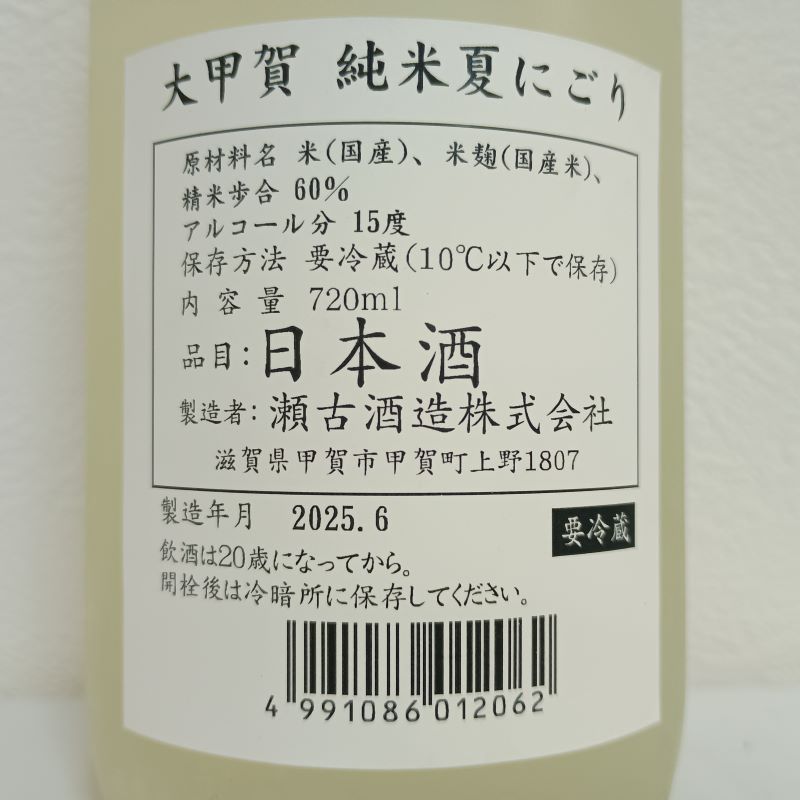 大甲賀 純米夏にごり
原材料名 米(国産)、米麹(国産米)、
精米歩合 60%
アルコール分 15度
保存方法 要冷蔵(10℃以下で保存)
内容量 720ml
品目:日本酒
製造者:瀬古酒造株式会社
滋賀県甲賀市甲賀町上野1807
製造年月 2025.6
要冷蔵
飲酒は20歳になってから。
開栓後は冷暗所に保存してください。
4 991086 012062